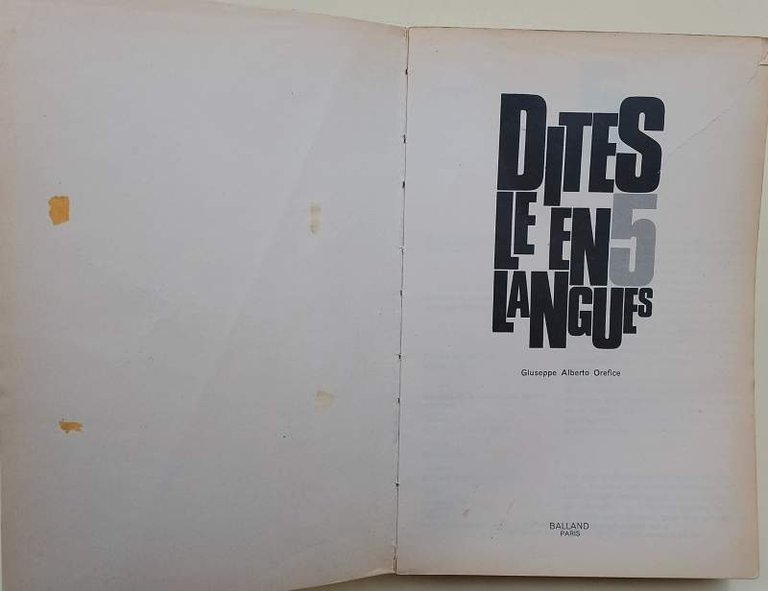 DITES
LE EN 5
LANGUES
Giuseppe Alberto Orefice
BALLAND
PARIS